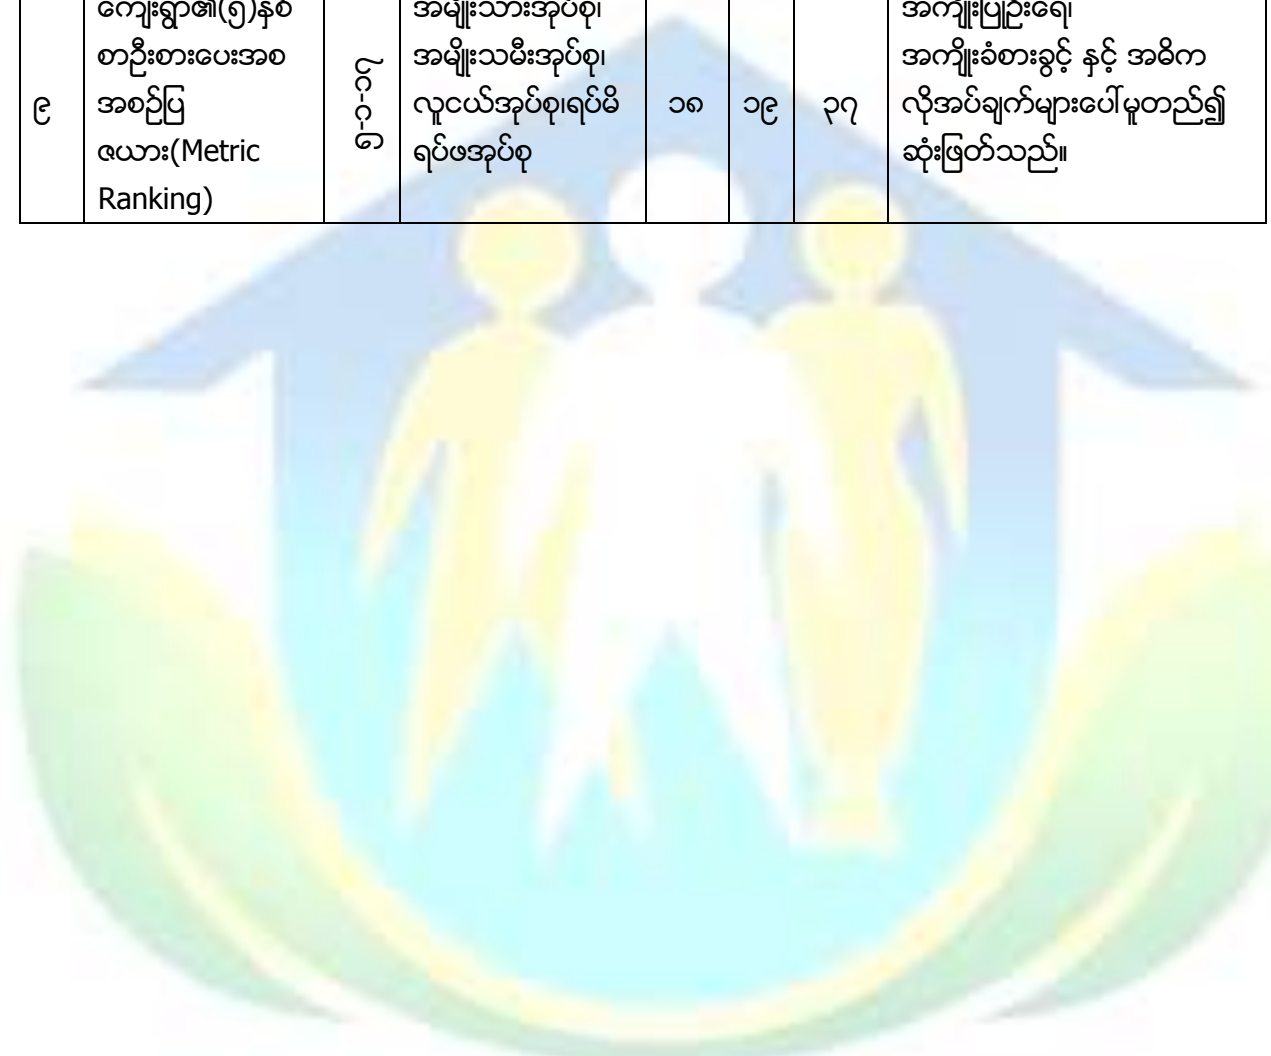 ၉
ကျေးရွာ၏(၅)နှစ်
စာဦးစားပေးအစ
အစဉ်ပြ
ဇယား(Metric
Ranking)
အမျိုးသားအုပ်စု၊
အမျိုးသမီးအုပ်စု၊
လူငယ်အုပ်စု၊ရပ်မိ
ရပ်ဖအုပ်စု
၁၈
၁၉
၃၇
အကျိုးပြုဦးရေ၊
အကျိုးခံစားခွင့် နှင့် အဓိက
လိုအပ်ချက်များပေါ်မူတည်၍
ဆုံးဖြတ်သည်။